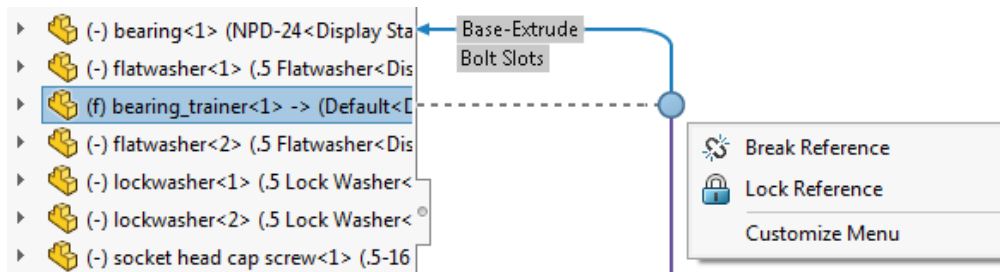 (-) bearing<1> (NPD-24<Display Sta
Base-Extrude
Bolt Slots
(-) flatwasher<1> (.5 Flatwasher<Dis
(f) bearing_trainer<1> -> (Default<D
(-) flatwasher<2> (.5 Flatwasher<Dis
(-) lockwasher<1> (.5 Lock Washer<
(-) lockwasher<2> (.5 Lock Washer<
(-) socket head cap screw<1> (.5-16
Break Reference
Lock Reference
Customize Menu